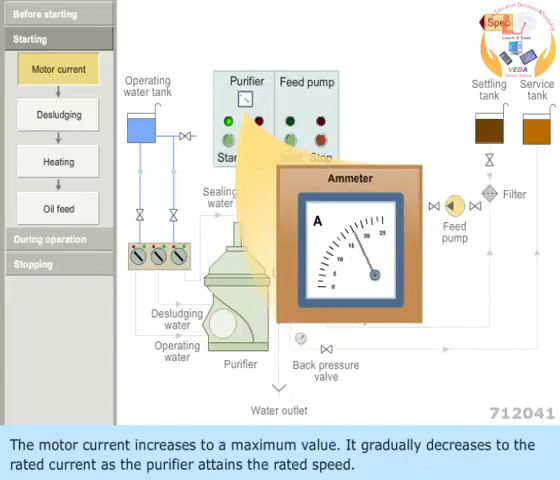 Before starting
Starting
Motor current
Desludging
Heating
Oil feed
During operation
Stopping
Operating
water tank
Purifier
Feed pump
Start
Stop
Sealing
water
Ammeter
A
0
5
10
15
20
25
Spec
Learn @ Ease
VEDA
Settling
tank
Service
tank
Filter
Feed
pump
Desludging
water
Operating
water
Purifier
Back pressure
valve
Water outlet
712041
The motor current increases to a maximum value. It gradually decreases to the
rated current as the purifier attains the rated speed.